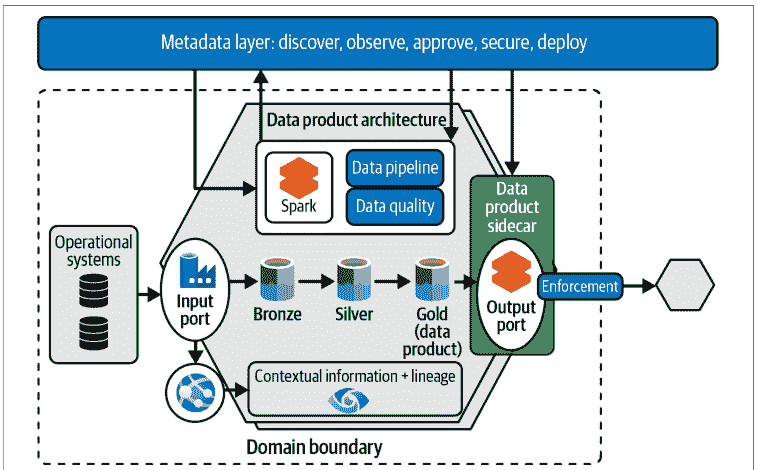 Metadata layer: discover, observe, approve, secure, deploy
Data product architecture
Spark
Data pipeline
Data quality
Data
product
sidecar
Operational
systems
Input
port
Bronze
Silver
Gold
(data
product)
Output
port
Enforcement
Contextual information + lineage
Domain boundary